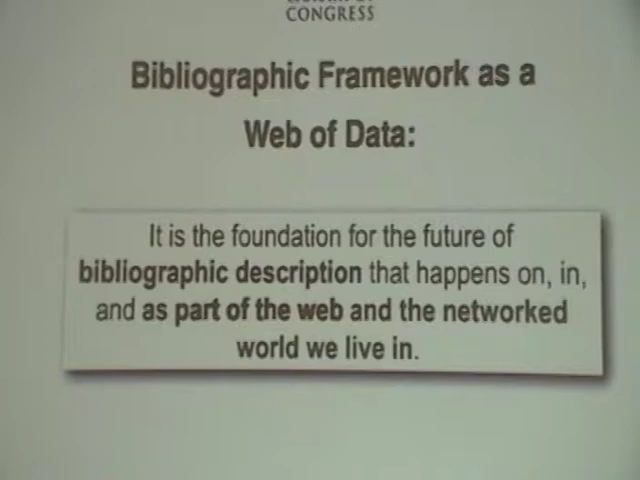 CONGRESS
Bibliographic Framework as a
Web of Data:
It is the foundation for the future of
bibliographic description that happens on, in,
and as part of the web and the networked
world we live in.